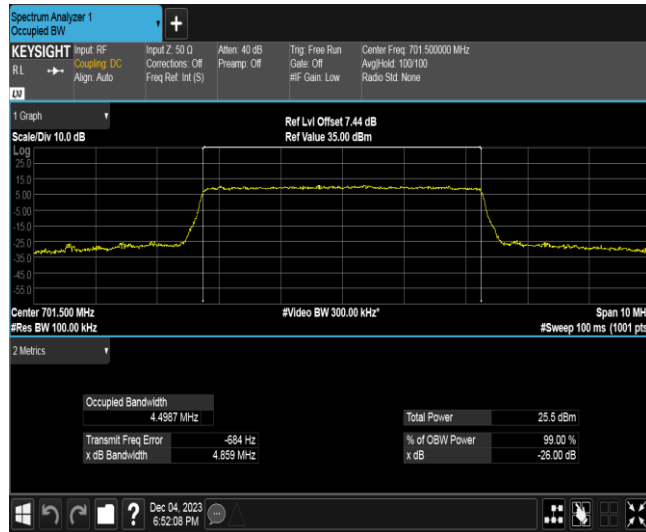 Spectrum Analyzer 1
Occupied BW
KEYSIGHT
RL
LXI
Input: RF
Coupling: DC
Align: Auto
Input Z: 50 Ω
Corrections: Off
Freq Ref: Int (S)
Atten: 40 dB
Preamp: Off
Trig: Free Run
Gate: Off
#IF Gain: Low
Center Freq: 701.500000 MHz
Avg|Hold: 100/100
Radio Std: None
1 Graph
Scale/Div 10.0 dB
Ref Lvl Offset 7.44 dB
Ref Value 35.00 dBm
Log
25.0
15.0
5.00
-5.00
-15.0
-25.0
-35.0
-45.0
-55.0
Center 701.500 MHz
#Video BW 300.00 kHz*
Span 10 MH
#Res BW 100.00 kHz
#Sweep 100 ms (1001 pts
2 Metrics
Occupied Bandwidth
4.4987 MHz
Total Power 25.5 dBm
Transmit Freq Error -684 Hz
% of OBW Power 99.00 %
x dB Bandwidth 4.859 MHz
x dB -26.00 dB
?
Dec 04, 2023
6:52:08 PM